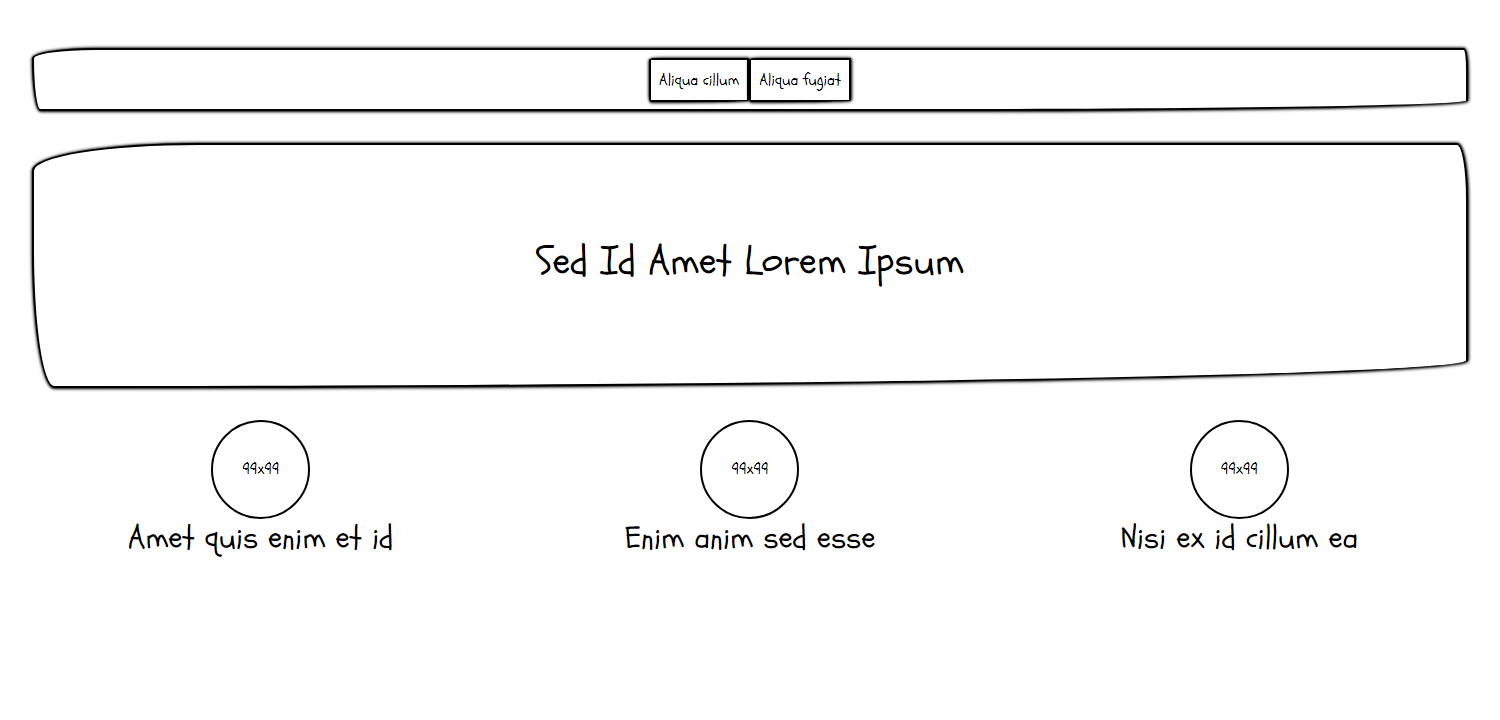 Aliqua cillum Aliqua fugiat
Sed Id Amet Lorem Ipsum
99x99 99x99 99x99
Amet quis enim et id Enim anim sed esse Nisi ex id cillum ea